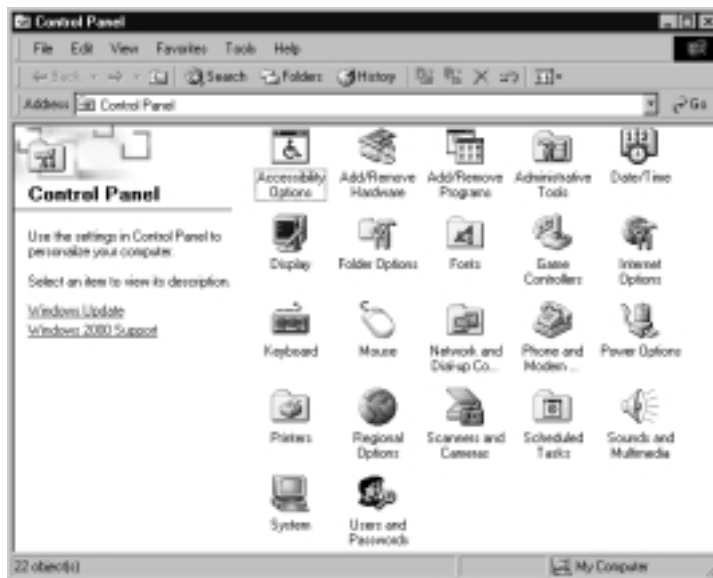 Control Panel
File Edit View Favorites Tools Help
Back Search Folders History
Address Control Panel Go
Control Panel
Use the settings in Control Panel to
personalize your computer.
Select an item to view its description.
Windows Update
Windows 2000 Support
Accessibility
Options
Add/Remove
Hardware
Add/Remove
Programs
Administrative
Tools
Date/Time
Display
Folder Options
Fonts
Game
Controllers
Internet
Options
Keyboard
Mouse
Network and
Dial-up Co...
Phone and
Modem ...
Power Options
Printers
Regional
Options
Scanners and
Cameras
Scheduled
Tasks
Sounds and
Multimedia
System
Users and
Passwords
22 object(s) My Computer